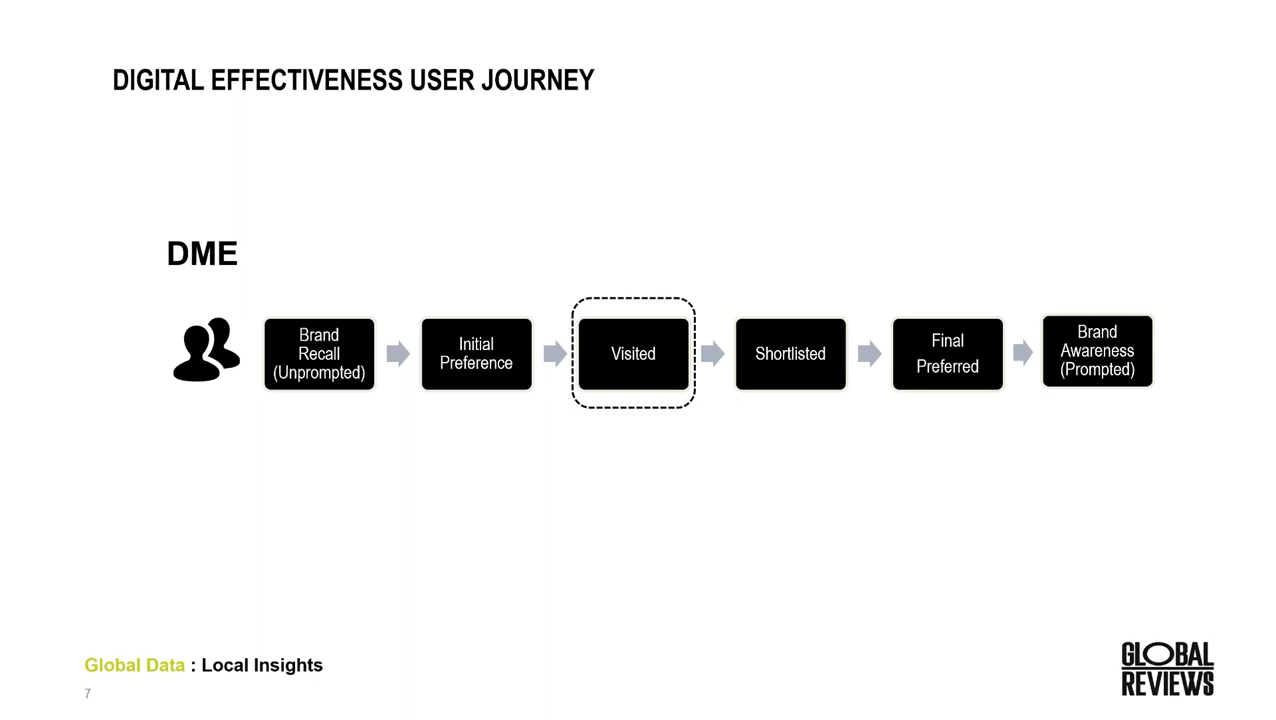 DIGITAL EFFECTIVENESS USER JOURNEY
DME
Brand
Recall
(Unprompted)
Initial
Preference
Visited
Shortlisted
Final
Preferred
Brand
Awareness
(Prompted)
Global Data : Local Insights
7
GLOBAL
REVIEWS